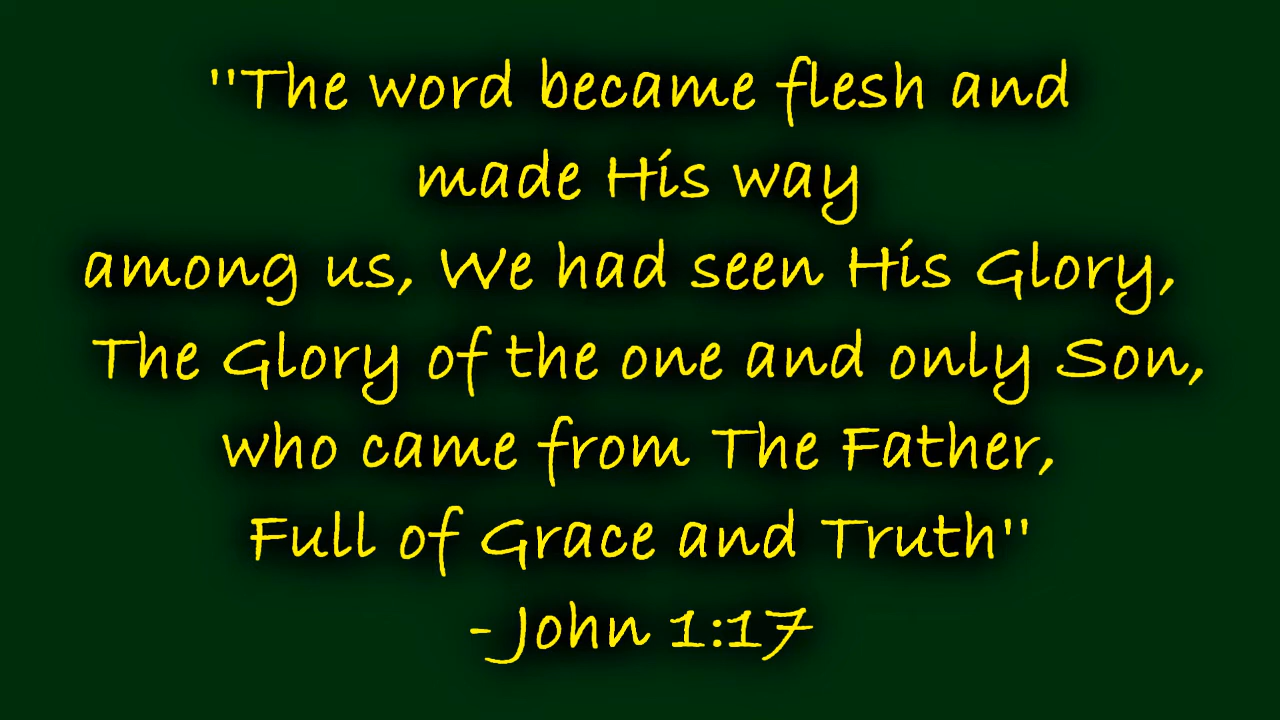 "The word became flesh and
made His way
among us, We had seen His Glory,
The Glory of the one and only Son,
who came from The Father,
Full of Grace and Truth"
- John 1:17